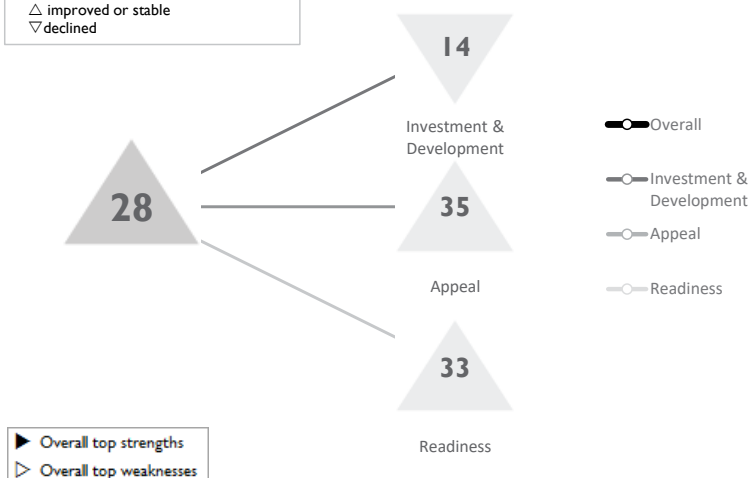 △ improved or stable
▽ declined
14
Investment &
Development
28
35
Appeal
33
Readiness
Overall
Investment &
Development
Appeal
Readiness
▶ Overall top strengths
▷ Overall top weaknesses